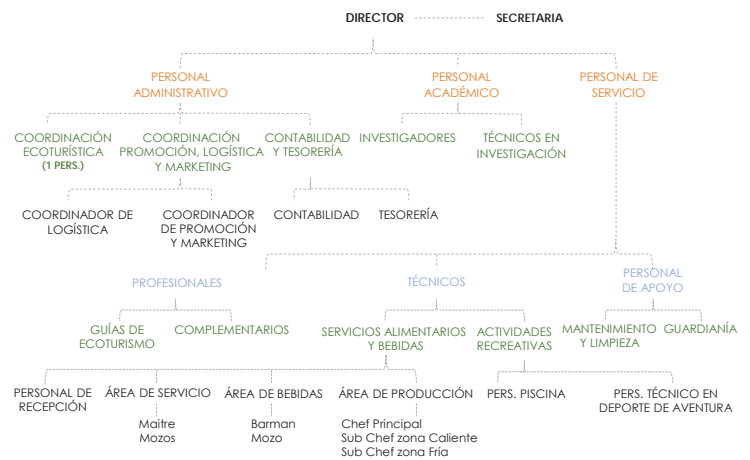 DIRECTOR
SECRETARIA
PERSONAL
ADMINISTRATIVO
PERSONAL
ACADÉMICO
PERSONAL DE
SERVICIO
COORDINACIÓN
ECOTURÍSTICA
(1 PERS.)
COORDINACIÓN
PROMOCIÓN, LOGÍSTICA
Y MARKETING
CONTABILIDAD
Y TESORERÍA
INVESTIGADORES
TÉCNICOS EN
INVESTIGACIÓN
COORDINADOR DE
LOGÍSTICA
COORDINADOR
DE PROMOCIÓN
Y MARKETING
CONTABILIDAD
TESORERÍA
PROFESIONALES
TÉCNICOS
PERSONAL
DE APOYO
GUÍAS DE
ECOTURISMO
COMPLEMENTARIOS
SERVICIOS ALIMENTARIOS
Y BEBIDAS
ACTIVIDADES
RECREATIVAS
MANTENIMIENTO
Y LIMPIEZA
GUARDIANÍA
PERSONAL DE
RECEPCIÓN
ÁREA DE SERVICIO
ÁREA DE BEBIDAS
ÁREA DE PRODUCCIÓN
PERS. PISCINA
PERS. TÉCNICO EN
DEPORTE DE AVENTURA
Maitre
Mozos
Barman
Mozo
Chef Principal
Sub Chef zona Caliente
Sub Chef zona Fría